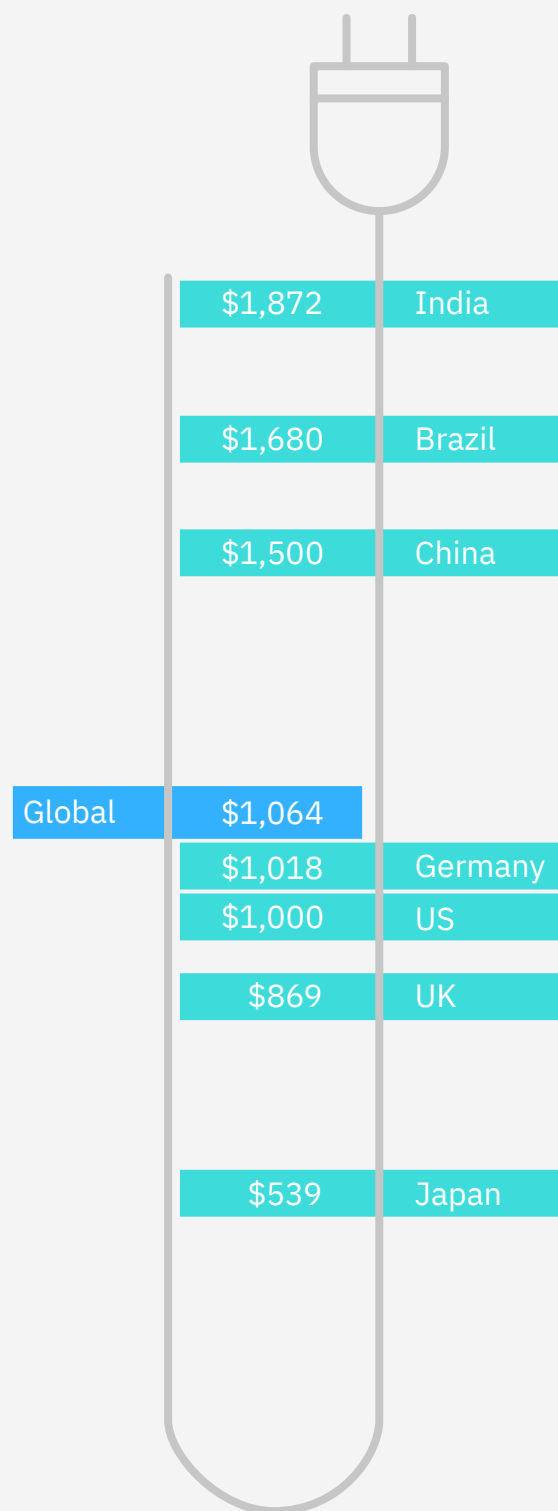 $1,872 India
$1,680 Brazil
$1,500 China
Global $1,064
$1,018 Germany
$1,000 US
$869 UK
$539 Japan